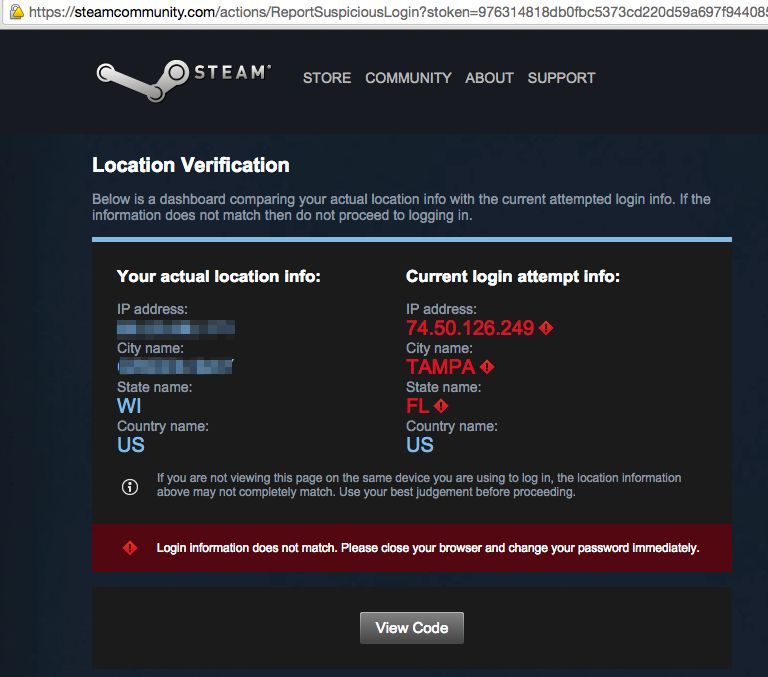 https://steamcommunity.com/actions/ReportSuspiciousLogin?stoken=976314818db0fbc5373cd220d59a697f944085
STEAM®
STORE COMMUNITY ABOUT SUPPORT
Location Verification
Below is a dashboard comparing your actual location info with the current attempted login info. If the
information does not match then do not proceed to logging in.
Your actual location info:
IP address:
City name:
State name:
WI
Country name:
US
Current login attempt info:
IP address:
74.50.126.249
City name:
TAMPA
State name:
FL
Country name:
US
If you are not viewing this page on the same device you are using to log in, the location information
above may not completely match. Use your best judgement before proceeding.
Login information does not match. Please close your browser and change your password immediately.
View Code